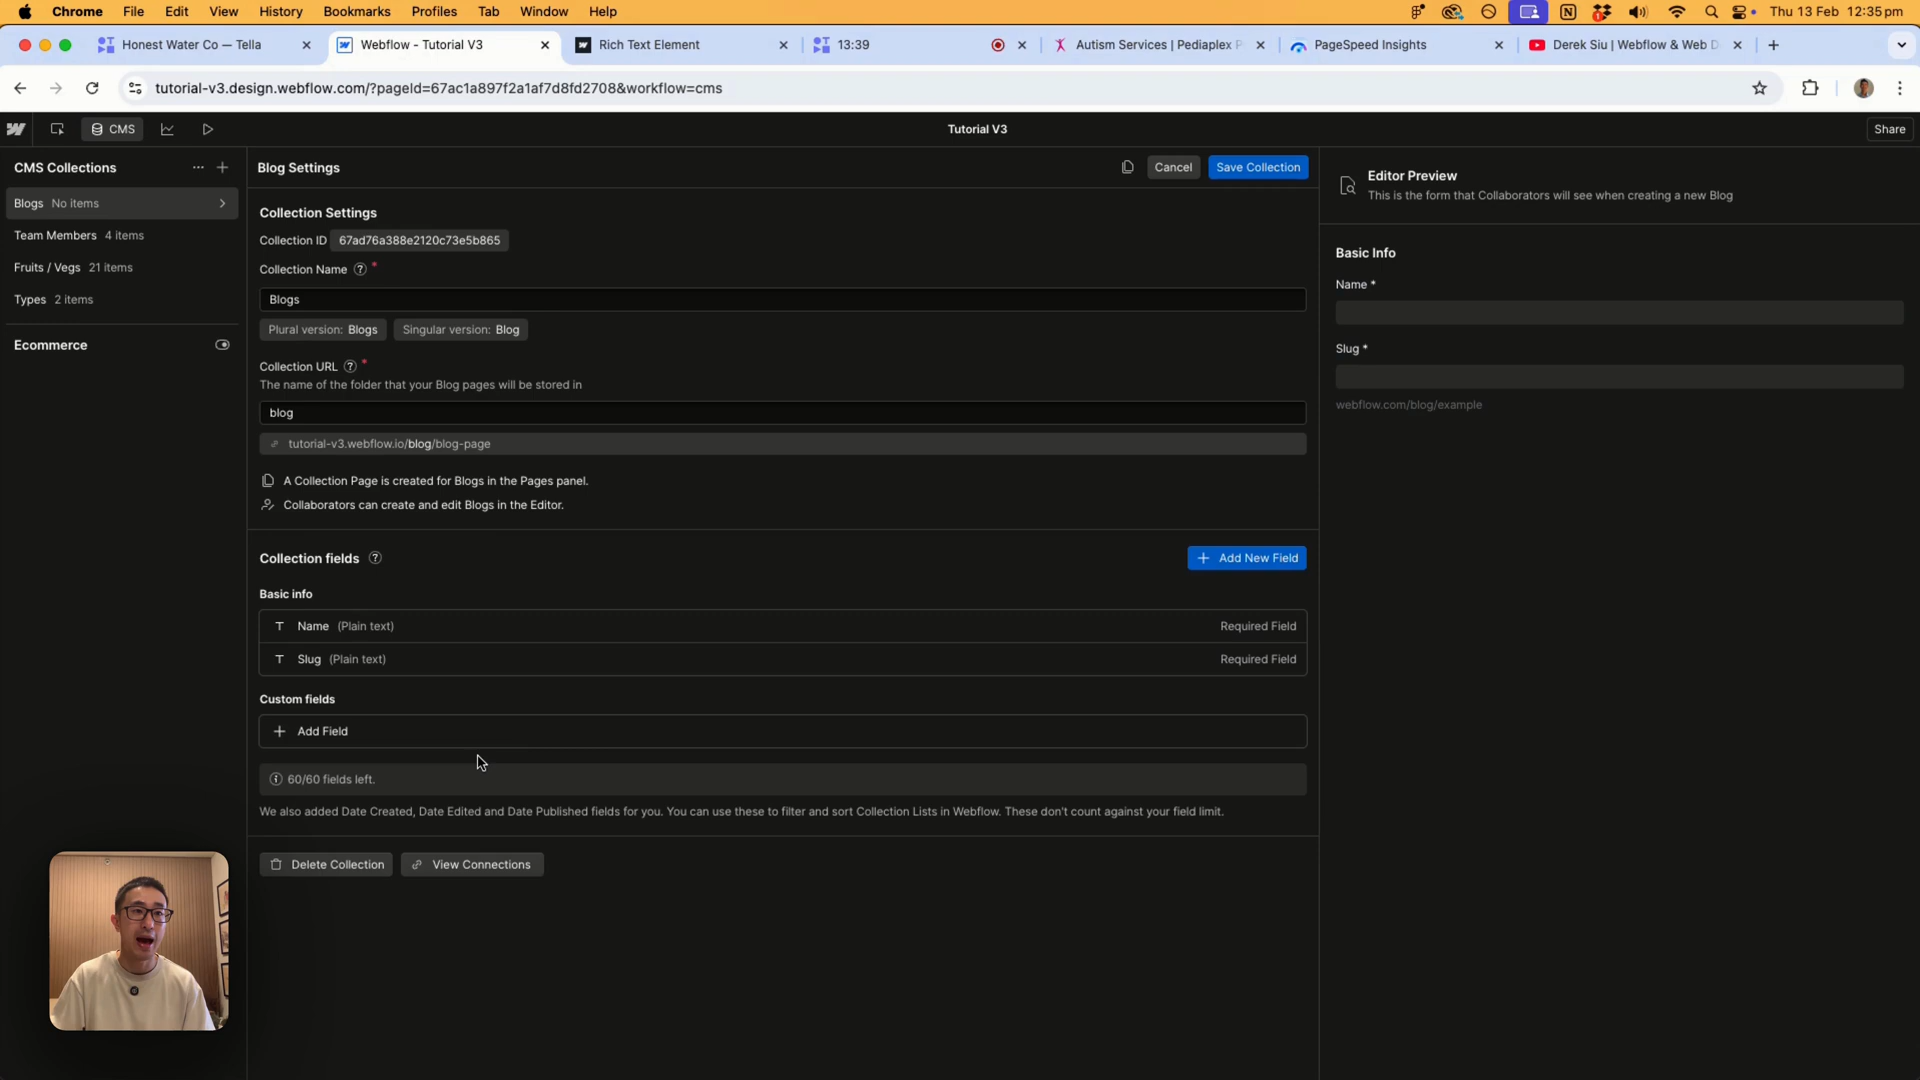 Chrome File Edit View History Bookmarks Profiles Tab Window Help Thu 13 Feb 12:35 pm
Honest Water Co — Tella
Webflow - Tutorial V3
Rich Text Element
13:39
Autism Services | Pediaplex P
PageSpeed Insights
Derek Siu | Webflow & Web D
tutorial-v3.design.webflow.com/?pageId=67ac1a897f2a1af7d8fd2708&workflow=cms
CMS
Tutorial V3
Share
CMS Collections
Blogs No items
Team Members 4 items
Fruits / Vegs 21 items
Types 2 items
Ecommerce
Blog Settings
Cancel
Save Collection
Collection Settings
Collection ID 67ad76a388e2120c73e5b865
Collection Name ? *
Blogs
Plural version: Blogs
Singular version: Blog
Collection URL ? *
The name of the folder that your Blog pages will be stored in
blog
tutorial-v3.webflow.io/blog/blog-page
A Collection Page is created for Blogs in the Pages panel.
Collaborators can create and edit Blogs in the Editor.
Collection fields ?
+ Add New Field
Basic info
T Name (Plain text) Required Field
T Slug (Plain text) Required Field
Custom fields
+ Add Field
60/60 fields left.
We also added Date Created, Date Edited and Date Published fields for you. You can use these to filter and sort Collection Lists in Webflow. These don't count against your field limit.
Delete Collection
View Connections
Editor Preview
This is the form that Collaborators will see when creating a new Blog
Basic Info
Name *
Slug *
webflow.com/blog/example